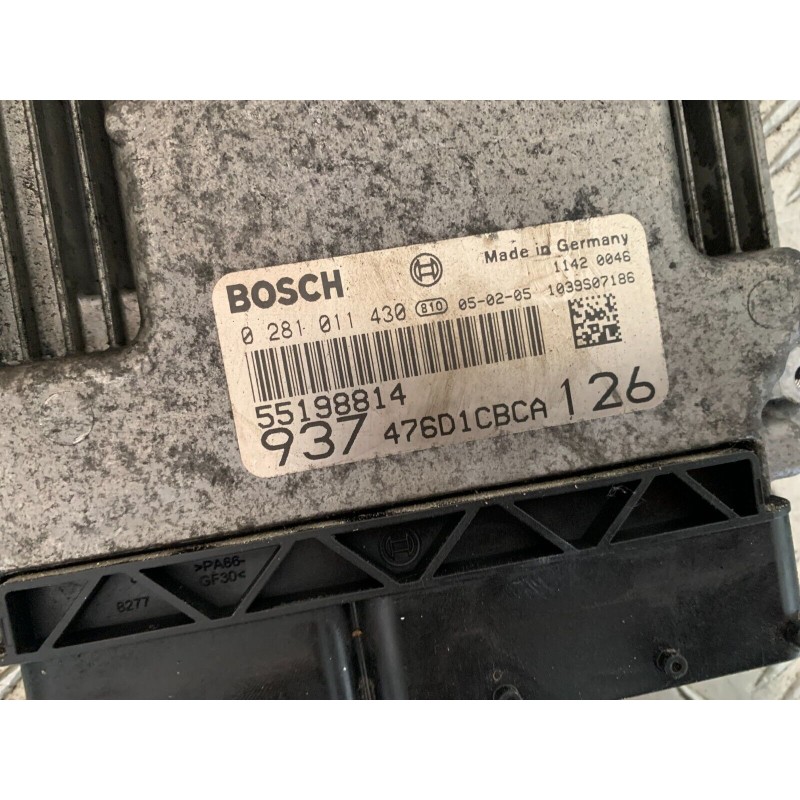 Made in Germany
BOSCH
1142 0046
0 281 011 430 810 05-02-05 1039S07186
55198814
937 476D1CBCA 126
>PA66-
GF30<
8277